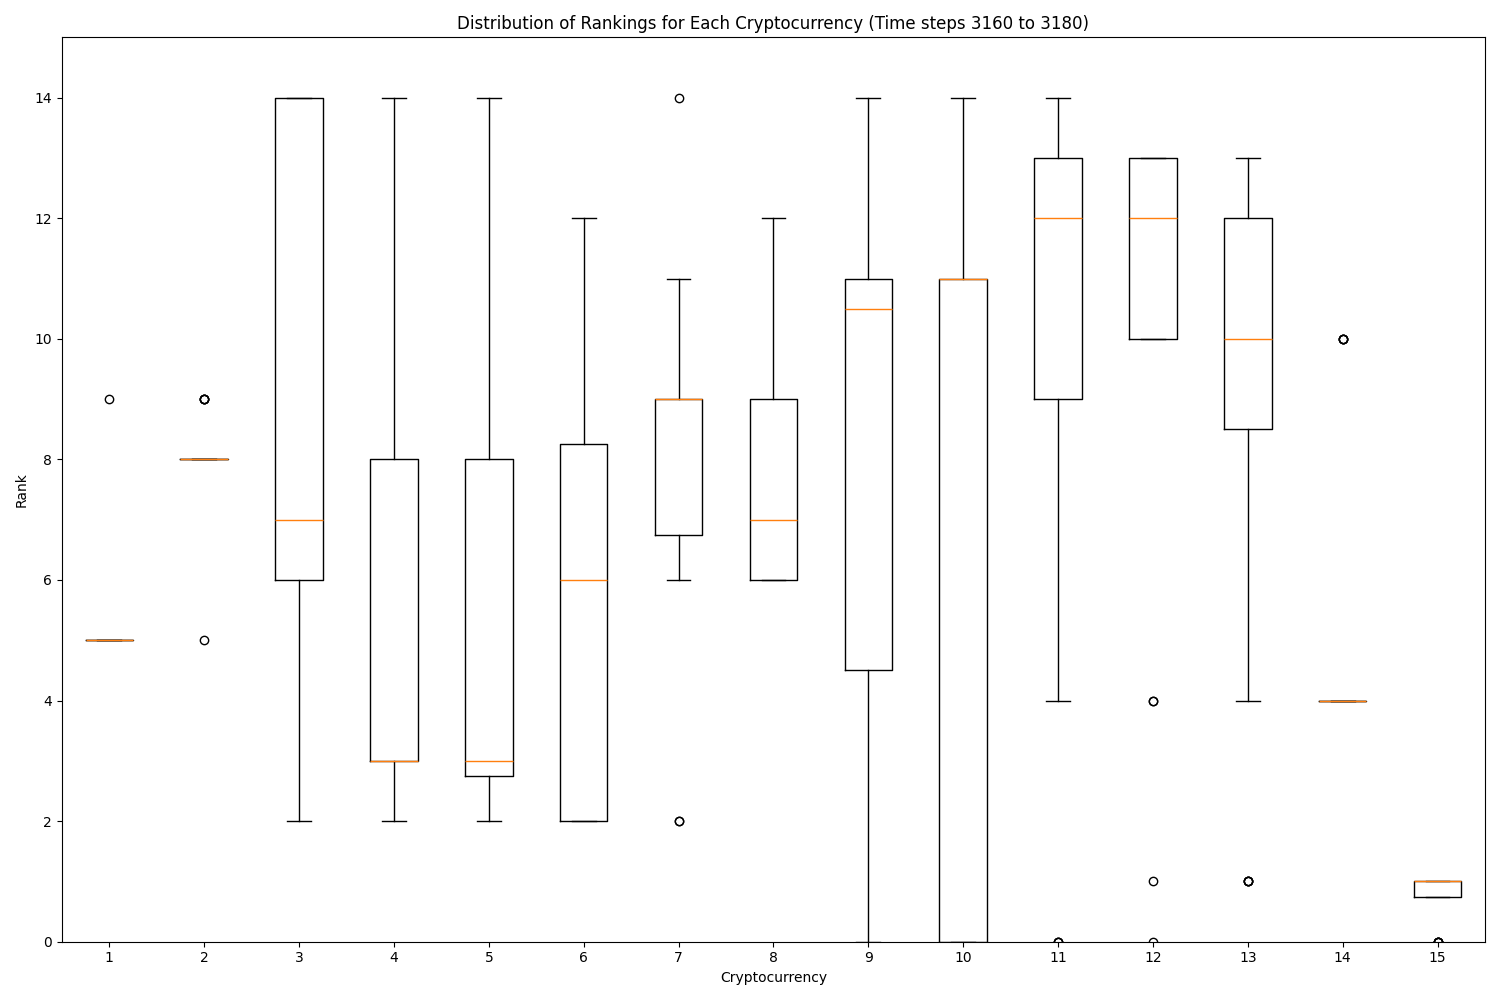 Distribution of Rankings for Each Cryptocurrency (Time steps 3160 to 3180)
14
12
10
8
6
4
2
0
Rank
1 2 3 4 5 6 7 8 9 10 11 12 13 14 15
Cryptocurrency